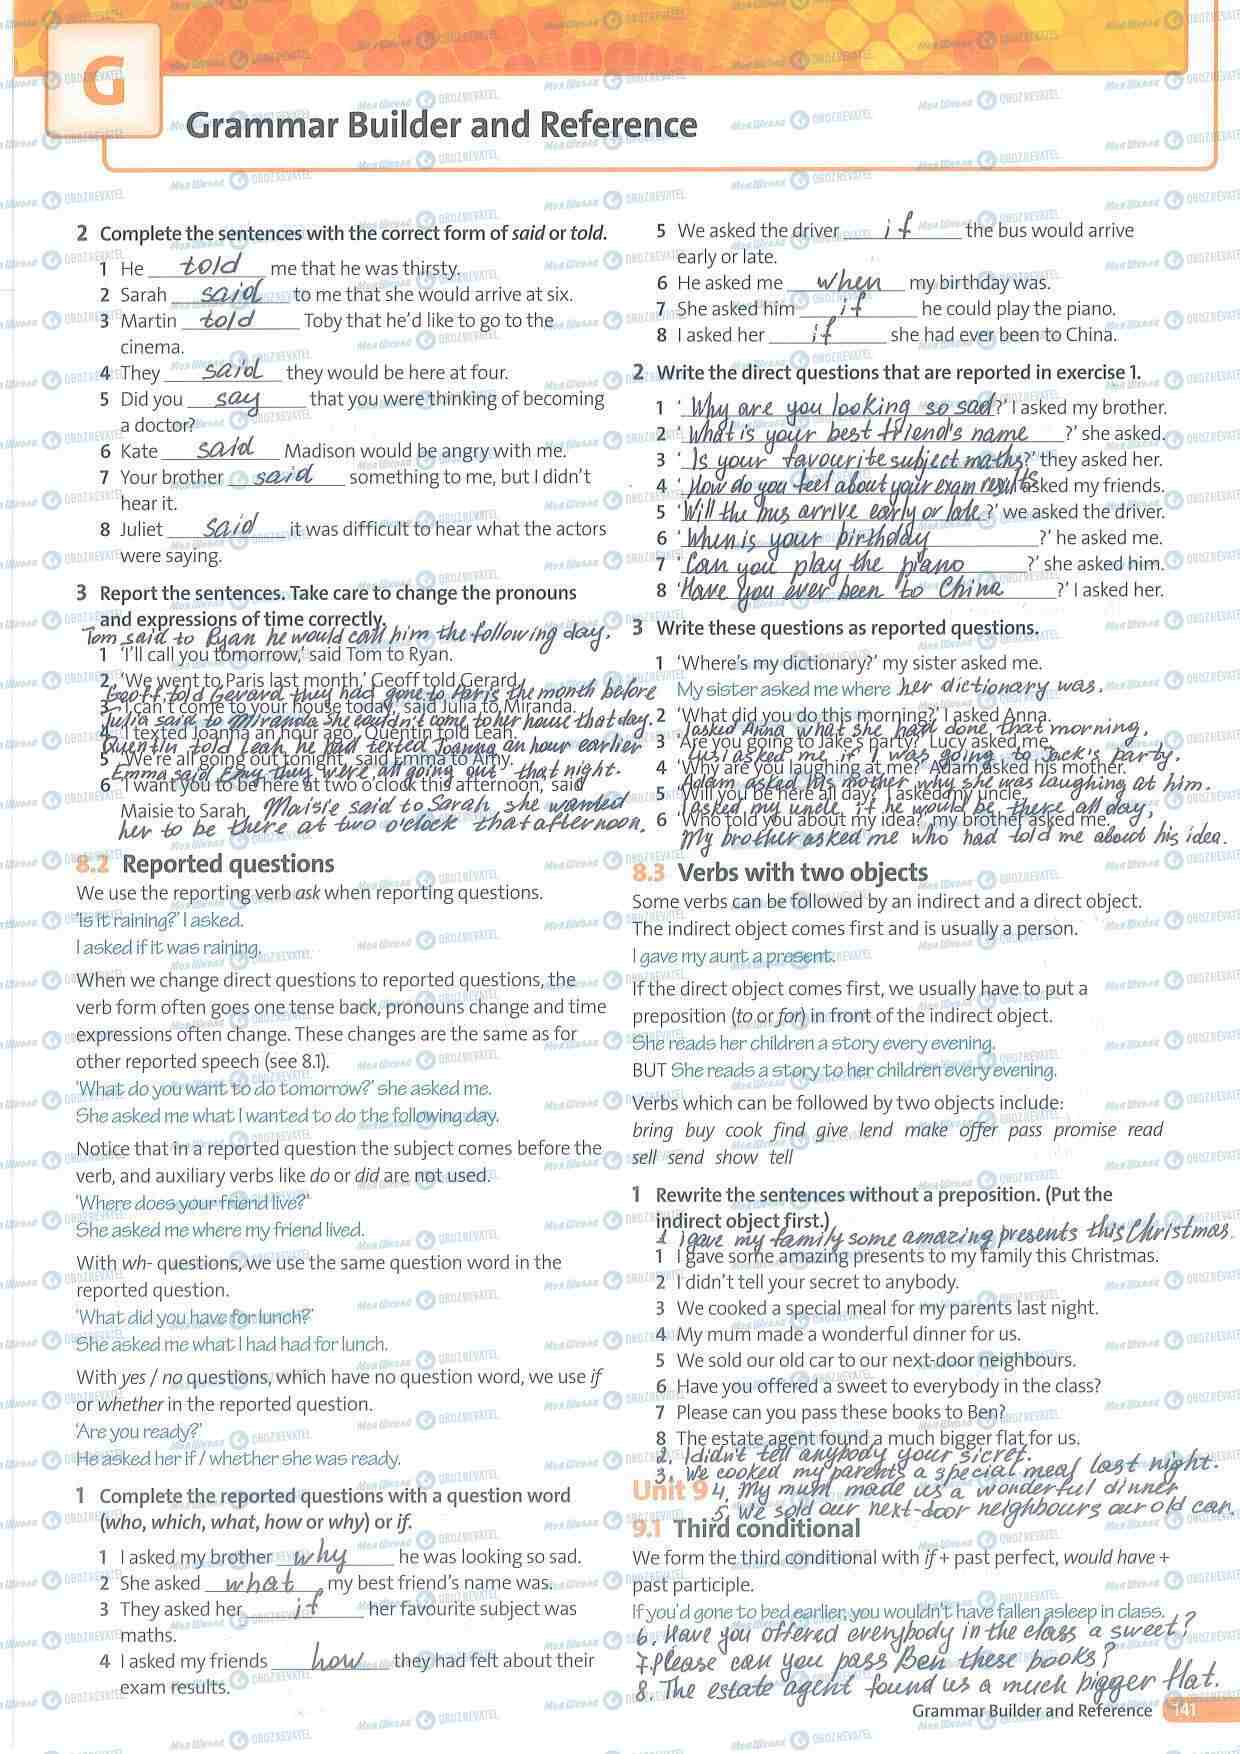 G
Grammar Builder and Reference
2 Complete the sentences with the correct form of said or told.
1 He told me that he was thirsty.
2 Sarah said to me that she would arrive at six.
3 Martin told Toby that he'd like to go to the
cinema.
4 They said they would be here at four.
5 Did you say that you were thinking of becoming
a doctor?
6 Kate said Madison would be angry with me.
7 Your brother said something to me, but I didn't
hear it.
8 Juliet said it was difficult to hear what the actors
were saying.
3 Report the sentences. Take care to change the pronouns
and expressions of time correctly.
Tom said to Ryan he would call him the following day.
1 'I'll call you tomorrow,' said Tom to Ryan.
2 'We went to Paris last month,' Geoff told Gerard.
Geoff told Gerard they had gone to Paris the month before
3 'I can't come to your house today,' said Julia to Miranda.
Julia said to Miranda she couldn't come to her house that day.
4 'I texted Joanna an hour ago,' Quentin told Leah.
Quentin told Leah he had texted Joanna an hour earlier
5 'We're all going out tonight,' said Emma to Amy.
Emma said Emy they were all going out that night.
6 'I want you to be here at two o'clock this afternoon,' said
Maisie to Sarah. Maisie said to Sarah she wanted
her to be there at two o'clock that afternoon.
8.2 Reported questions
We use the reporting verb ask when reporting questions.
'Is it raining?' I asked.
I asked if it was raining.
When we change direct questions to reported questions, the
verb form often goes one tense back, pronouns change and time
expressions often change. These changes are the same as for
other reported speech (see 8.1).
'What do you want to do tomorrow?' she asked me.
She asked me what I wanted to do the following day.
Notice that in a reported question the subject comes before the
verb, and auxiliary verbs like do or did are not used.
'Where does your friend live?'
She asked me where my friend lived.
With wh- questions, we use the same question word in the
reported question.
'What did you have for lunch?'
She asked me what I had had for lunch.
With yes / no questions, which have no question word, we use if
or whether in the reported question.
'Are you ready?'
He asked her if / whether she was ready.
1 Complete the reported questions with a question word
(who, which, what, how or why) or if.
1 I asked my brother why he was looking so sad.
2 She asked what my best friend's name was.
3 They asked her if her favourite subject was
maths.
4 I asked my friends how they had felt about their
exam results.
5 We asked the driver if the bus would arrive
early or late.
6 He asked me when my birthday was.
7 She asked him if he could play the piano.
8 I asked her if she had ever been to China.
2 Write the direct questions that are reported in exercise 1.
1 'Why are you looking so sad?' I asked my brother.
2 'What is your best friend's name?' she asked.
3 'Is your favourite subject maths?' they asked her.
4 'How do you feel about your exam results I asked my friends.
5 'Will the bus arrive early or late?' we asked the driver.
6 'When is your birthday?' he asked me.
7 'Can you play the piano?' she asked him.
8 'Have you ever been to China?' I asked her.
3 Write these questions as reported questions.
1 'Where's my dictionary?' my sister asked me.
My sister asked me where her dictionary was.
2 'What did you do this morning?' I asked Anna.
I asked Anna what she had done that morning.
3 'Are you going to Jake's party?' Lucy asked me.
Lusi asked me if I was going to Jack's party.
4 'Why are you laughing at me?' Adam asked his mother.
Adam asked his mother why she was laughing at him.
5 'Will you be here all day?' I asked my uncle.
I asked my uncle if he would be there all day.
6 'Who told you about my idea?' my brother asked me.
My brother asked me who had told me about his idea.
8.3 Verbs with two objects
Some verbs can be followed by an indirect and a direct object.
The indirect object comes first and is usually a person.
I gave my aunt a present.
If the direct object comes first, we usually have to put a
preposition (to or for) in front of the indirect object.
She reads her children a story every evening.
BUT She reads a story to her children every evening.
Verbs which can be followed by two objects include:
bring buy cook find give lend make offer pass promise read
sell send show tell
1 Rewrite the sentences without a preposition. (Put the
indirect object first.)
1 I gave my family some amazing presents this Christmas.
1 I gave some amazing presents to my family this Christmas.
2 I didn't tell your secret to anybody.
3 We cooked a special meal for my parents last night.
4 My mum made a wonderful dinner for us.
5 We sold our old car to our next-door neighbours.
6 Have you offered a sweet to everybody in the class?
7 Please can you pass these books to Ben?
8 The estate agent found a much bigger flat for us.
2. I didn't tell anybody your sicret.
3. We cooked my parents a special meal last night.
Unit 9 4. My mum made us a wonderful dinner
5. We sold our next-door neighbours our old car.
9.1 Third conditional
We form the third conditional with if + past perfect, would have +
past participle.
If you'd gone to bed earlier, you wouldn't have fallen asleep in class.
6. Have you offered everybody in the class a sweet?
7. Please can you pass Ben these books?
8. The estate agent found us a much bigger flat.
Grammar Builder and Reference 141